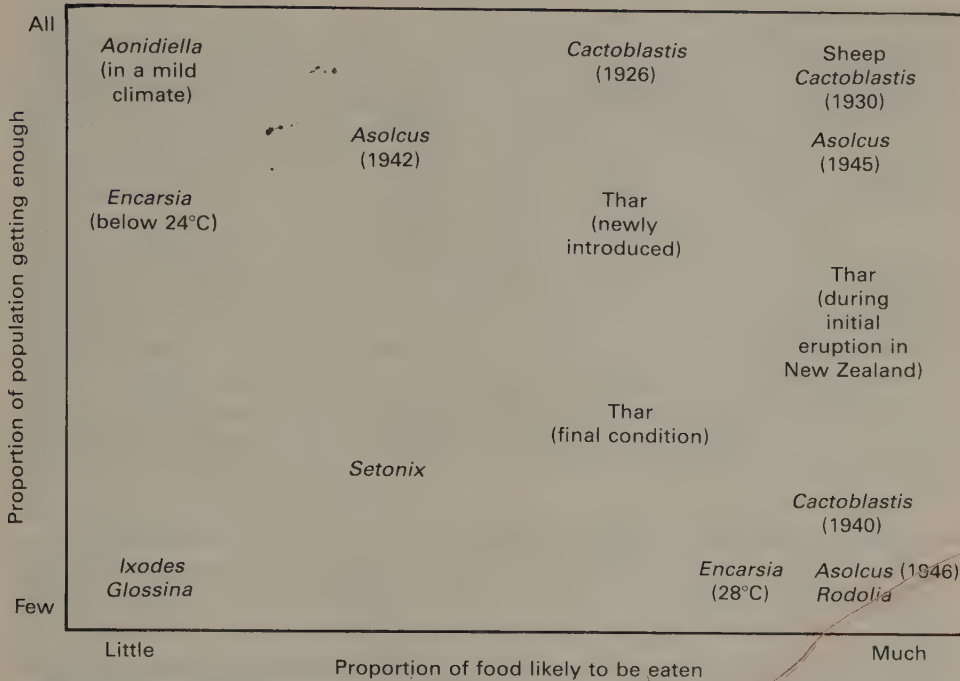 All
Aonidiella
(in a mild
climate)
Cactoblastis
(1926)
Sheep
Cactoblastis
(1930)
Asolcus
(1942)
Asolcus
(1945)
Encarsia
(below 24°C)
Thar
(newly
introduced)
Thar
(during
initial
eruption in
New Zealand)
Thar
(final condition)
Setonix
Cactoblastis
(1940)
Ixodes
Glossina
Encarsia
(28°C)
Asolcus (1946)
Rodolia
Few
Little
Much
Proportion of food likely to be eaten
Proportion of population getting enough